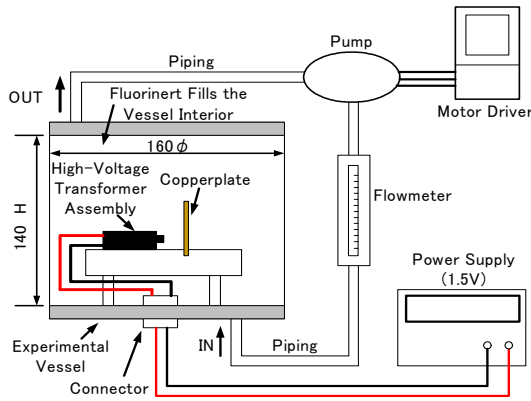 Pump
Piping
OUT
Fluorinert Fills the
Vessel Interior
Motor Driver
160φ
High-Voltage
Transformer
Assembly
Copperplate
140 H
Flowmeter
Power Supply
(1.5V)
IN
Piping
Experimental
Vessel
Connector